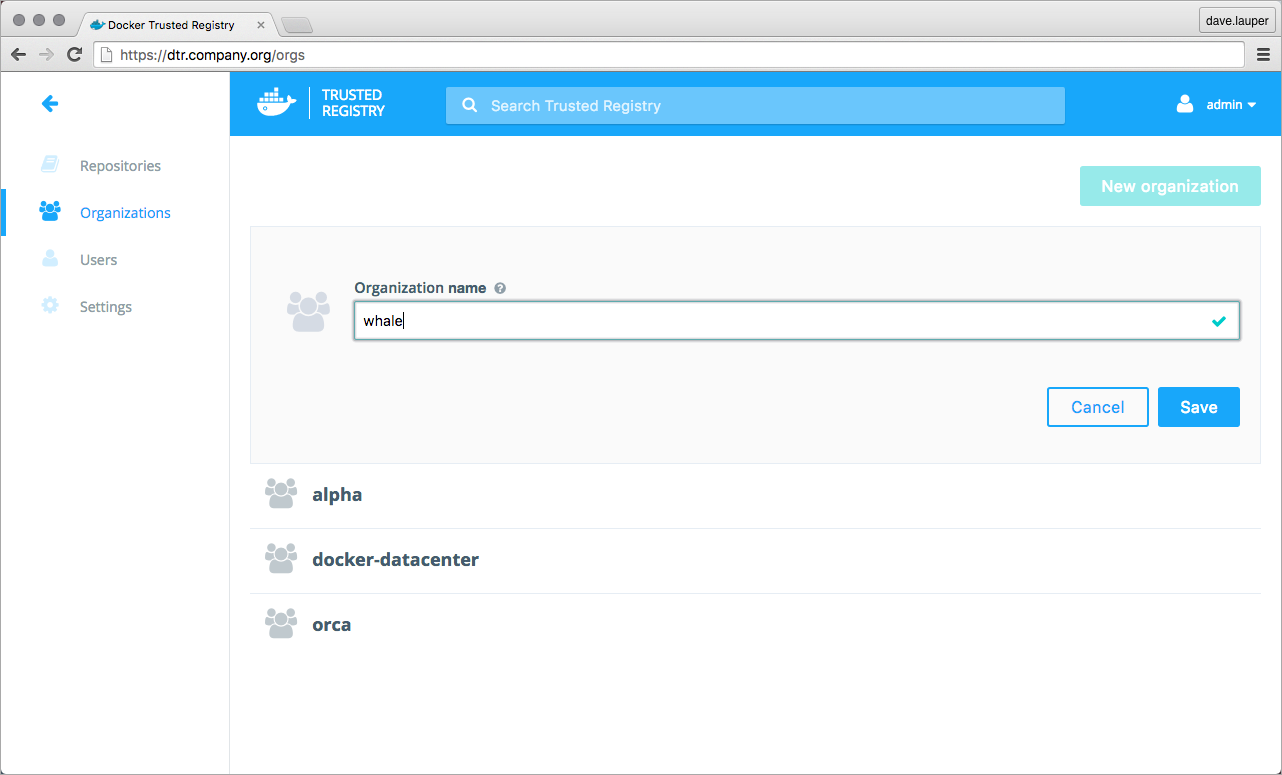 Docker Trusted Registry
dave.lauper
https://dtr.company.org/orgs
TRUSTED
REGISTRY
Search Trusted Registry
admin
Repositories
Organizations
Users
Settings
New organization
Organization name ?
whale
Cancel
Save
alpha
docker-datacenter
orca